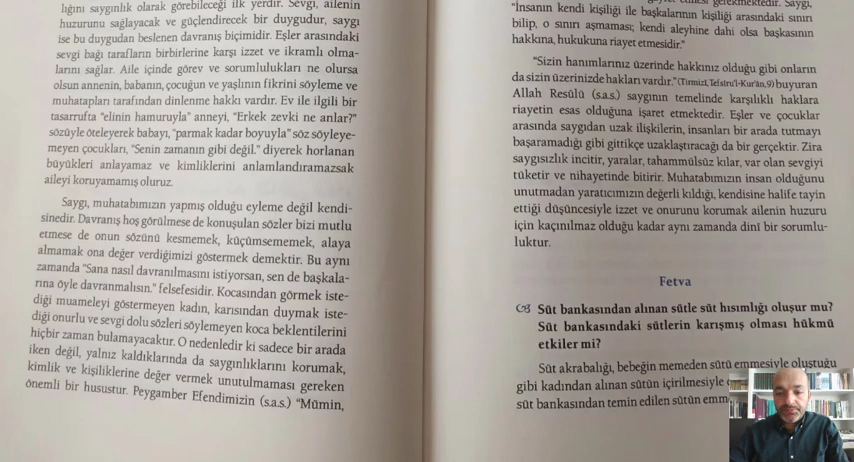 lığını saygınlık olarak görebileceği ilk yerdir. Sevgi, ailenin
huzurunu sağlayacak ve güçlendirecek bir duygudur, saygı
ise bu duygudan beslenen davranış biçimidir. Eşler arasındaki
sevgi bağı tarafların birbirlerine karşı izzet ve ikramlı olma-
larını sağlar. Aile içinde görev ve sorumlulukları ne olursa
olsun annenin, babanın, çocuğun ve yaşlının fikrini söyleme ve
muhatapları tarafından dinlenme hakkı vardır. Ev ile ilgili bir
tasarrufta “elinin hamuruyla” anneyi, “Erkek zevki ne anlar?”
sözüyle öteleyerek babayı, “parmak kadar boyuyla” söz söyleye-
meyen çocukları, “Senin zamanın gibi değil.” diyerek horlanan
büyükleri anlayamaz ve kimliklerini anlamlandıramazsak
aileyi koruyamamış oluruz.
Saygı, muhatabımızın yapmış olduğu eyleme değil kendi-
sinedir. Davranış hoş görülmese de konuşulan sözler bizi mutlu
etmese de onun sözünü kesmemek, küçümsememek, alaya
almamak ona değer verdiğimizi göstermek demektir. Bu aynı
zamanda “Sana nasıl davranılmasını istiyorsan, sen de başkala-
rına öyle davranmalısın.” felsefesidir. Kocasından görmek iste-
diği muameleyi göstermeyen kadın, karısından duymak iste-
diği onurlu ve sevgi dolu sözleri söylemeyen koca beklentilerini
hiçbir zaman bulamayacaktır. O nedenledir ki sadece bir arada
iken değil, yalnız kaldıklarında da saygınlıklarını korumak,
kimlik ve kişiliklerine değer vermek unutulmaması gereken
önemli bir husustur. Peygamber Efendimizin (s.a.s.) “Mümin,
gerekmektedir. Saygı,
“İnsanın kendi kişiliği ile başkalarının kişiliği arasındaki sınırı
bilip, o sınırı aşmaması; kendi aleyhine dahi olsa başkasının
hakkına, hukukuna riayet etmesidir.”
“Sizin hanımlarınız üzerinde hakkınız olduğu gibi onların
da sizin üzerinizde hakları vardır.” (Tirmizî, Tefsîru’l-Kur’ân, 9) buyuran
Allah Resûlü (s.a.s.) saygının temelinde karşılıklı haklara
riayetin esas olduğuna işaret etmektedir. Eşler ve çocuklar
arasında saygıdan uzak ilişkilerin, insanları bir arada tutmayı
başaramadığı gibi gittikçe uzaklaştıracağı da bir gerçektir. Zira
saygısızlık incitir, yaralar, tahammülsüz kılar, var olan sevgiyi
tüketir ve nihayetinde bitirir. Muhatabımızın insan olduğunu
unutmadan yaratıcımızın değerli kıldığı, kendisine halife tayin
ettiği düşüncesiyle izzet ve onurunu korumak ailenin huzuru
için kaçınılmaz olduğu kadar aynı zamanda dinî bir sorumlu-
luktur.
Fetva
Süt bankasından alınan sütle süt hısımlığı oluşur mu?
Süt bankasındaki sütlerin karışmış olması hükmü
etkiler mi?
Süt akrabalığı, bebeğin memeden sütü emmesiyle oluştuğu
gibi kadından alınan sütün içirilmesiyle
süt bankasından temin edilen sütün